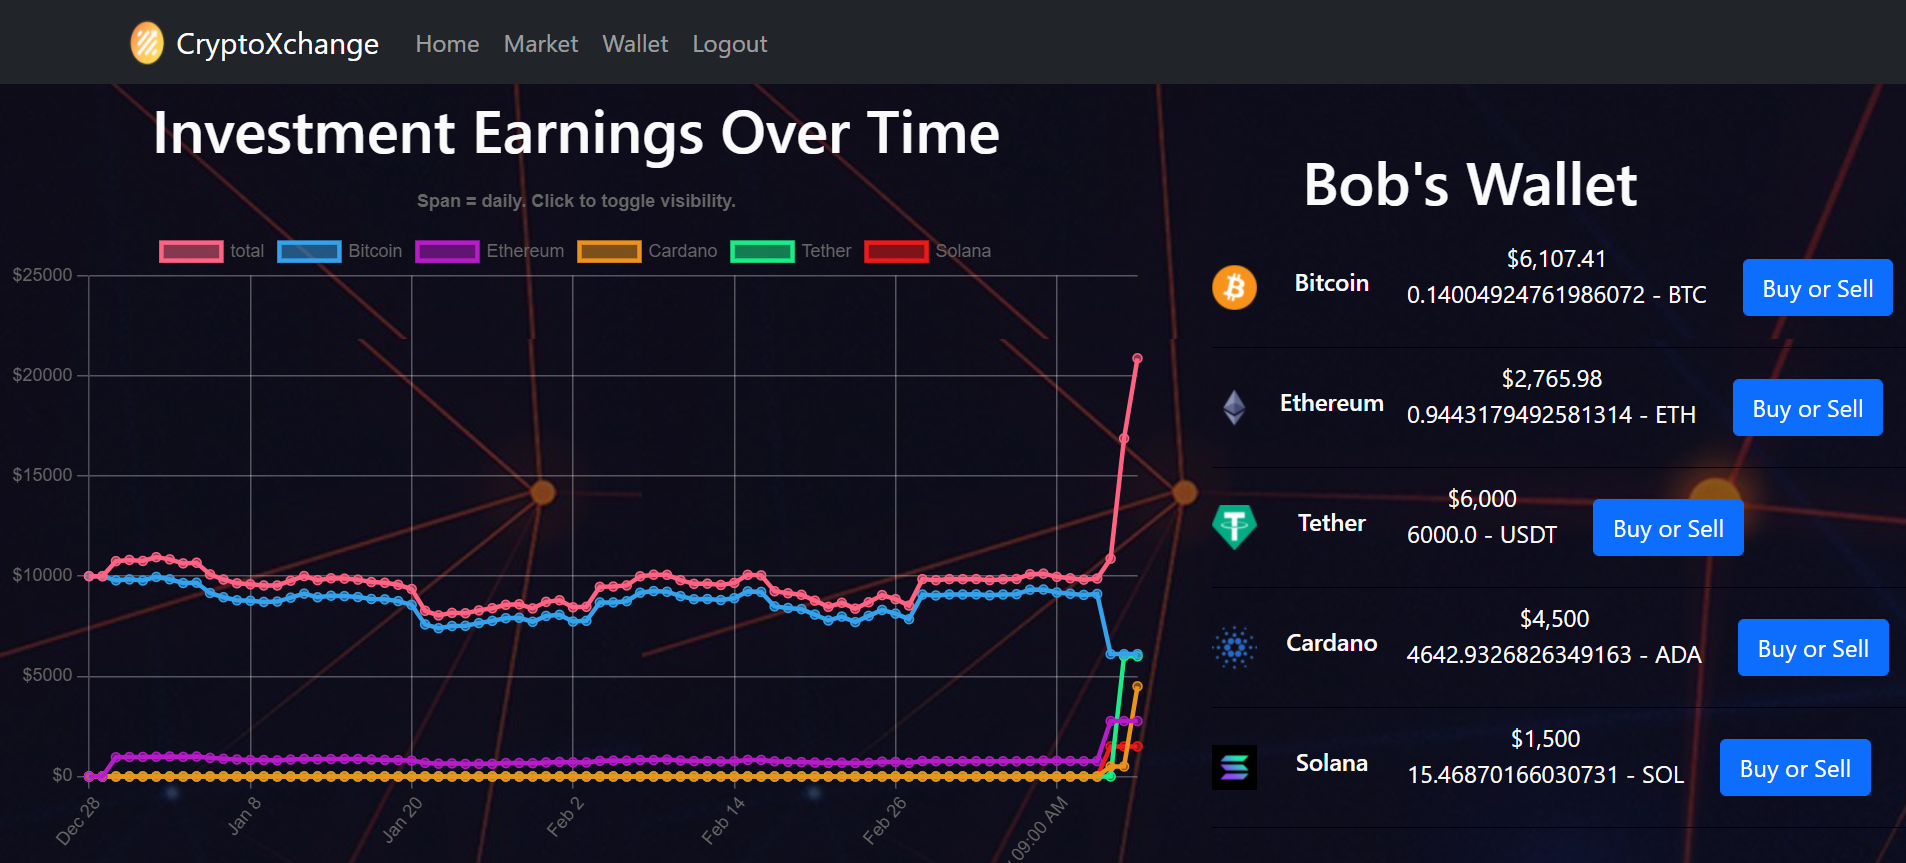 CryptoXchange Home Market Wallet Logout
Investment Earnings Over Time
Span = daily. Click to toggle visibility.
total Bitcoin Ethereum Cardano Tether Solana
$25000
$20000
$15000
$10000
$5000
$0
Dec 28 Jan 8 Jan 20 Feb 2 Feb 14 Feb 26 09:00 AM
Bob's Wallet
Bitcoin
$6,107.41
0.14004924761986072 - BTC
Buy or Sell
Ethereum
$2,765.98
0.9443179492581314 - ETH
Buy or Sell
Tether
$6,000
6000.0 - USDT
Buy or Sell
Cardano
$4,500
4642.9326826349163 - ADA
Buy or Sell
Solana
$1,500
15.46870166030731 - SOL
Buy or Sell